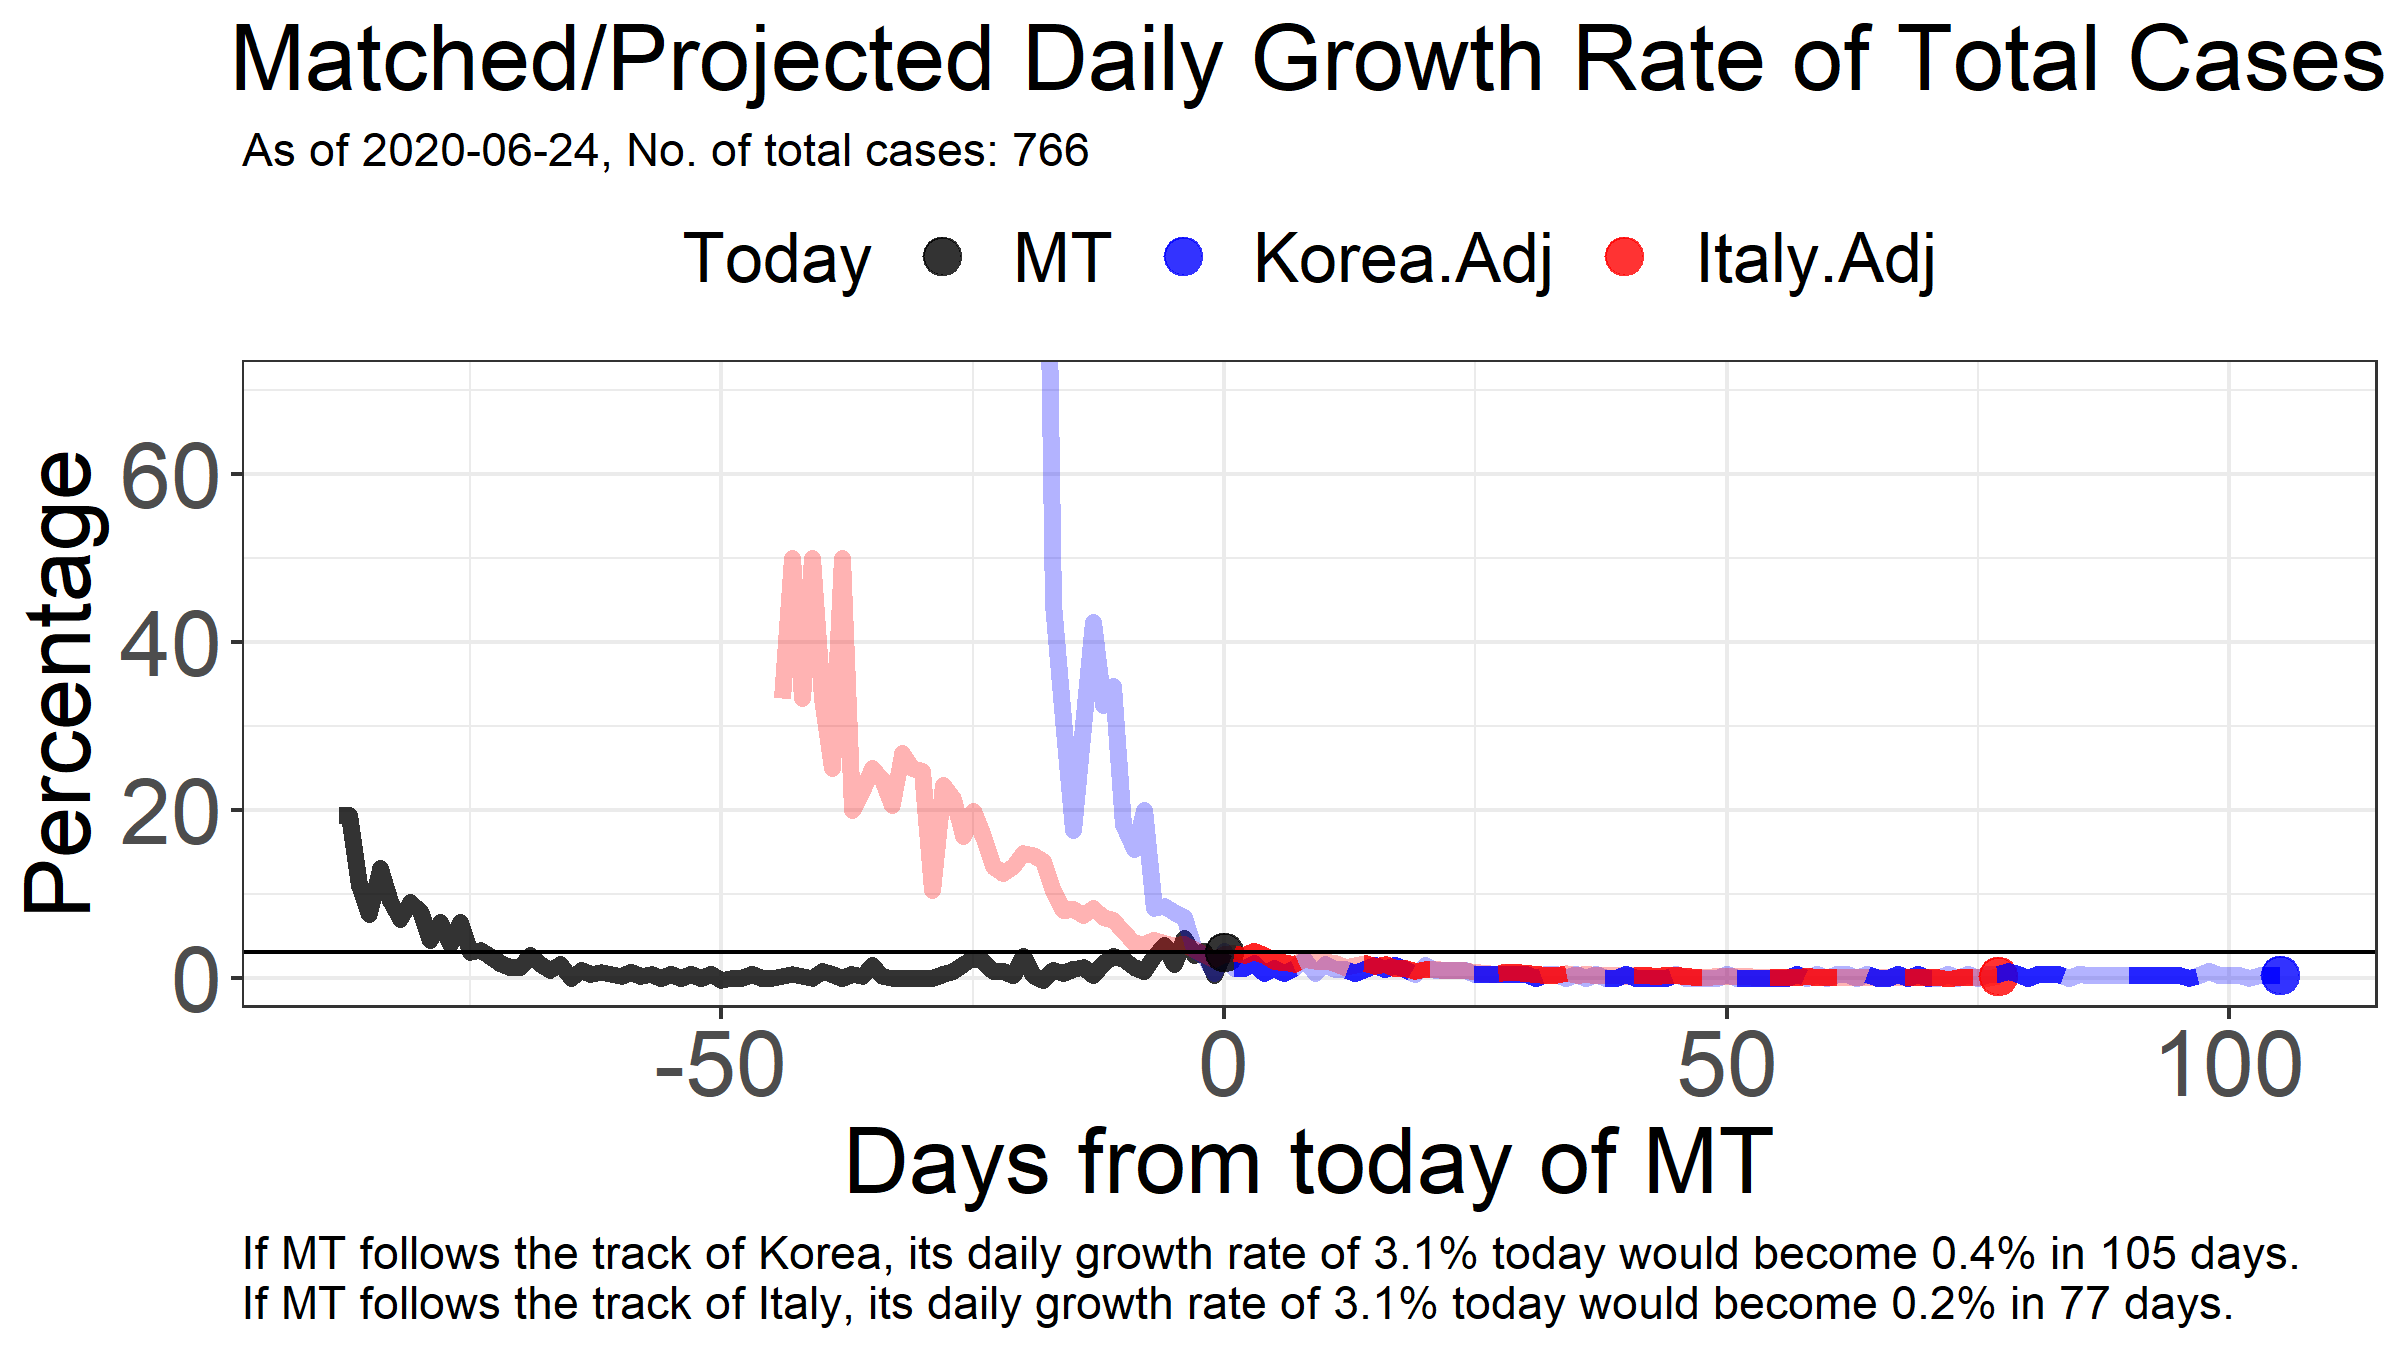 Matched/Projected Daily Growth Rate of Total Cases
As of 2020-06-24, No. of total cases: 766
Today MT Korea.Adj Italy.Adj
Percentage
60
40
20
0
-50 0 50 100
Days from today of MT
If MT follows the track of Korea, its daily growth rate of 3.1% today would become 0.4% in 105 days.
If MT follows the track of Italy, its daily growth rate of 3.1% today would become 0.2% in 77 days.